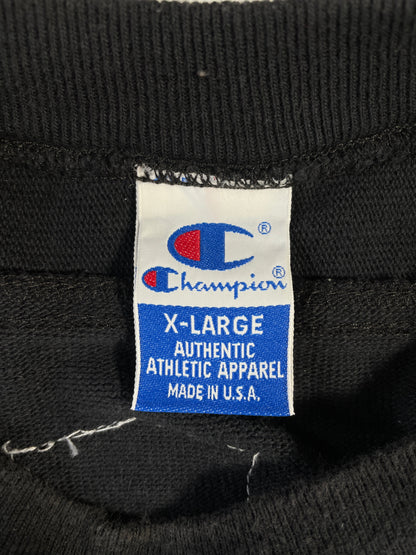 ®
Champion®
X-LARGE
AUTHENTIC
ATHLETIC APPAREL
MADE IN U.S.A.